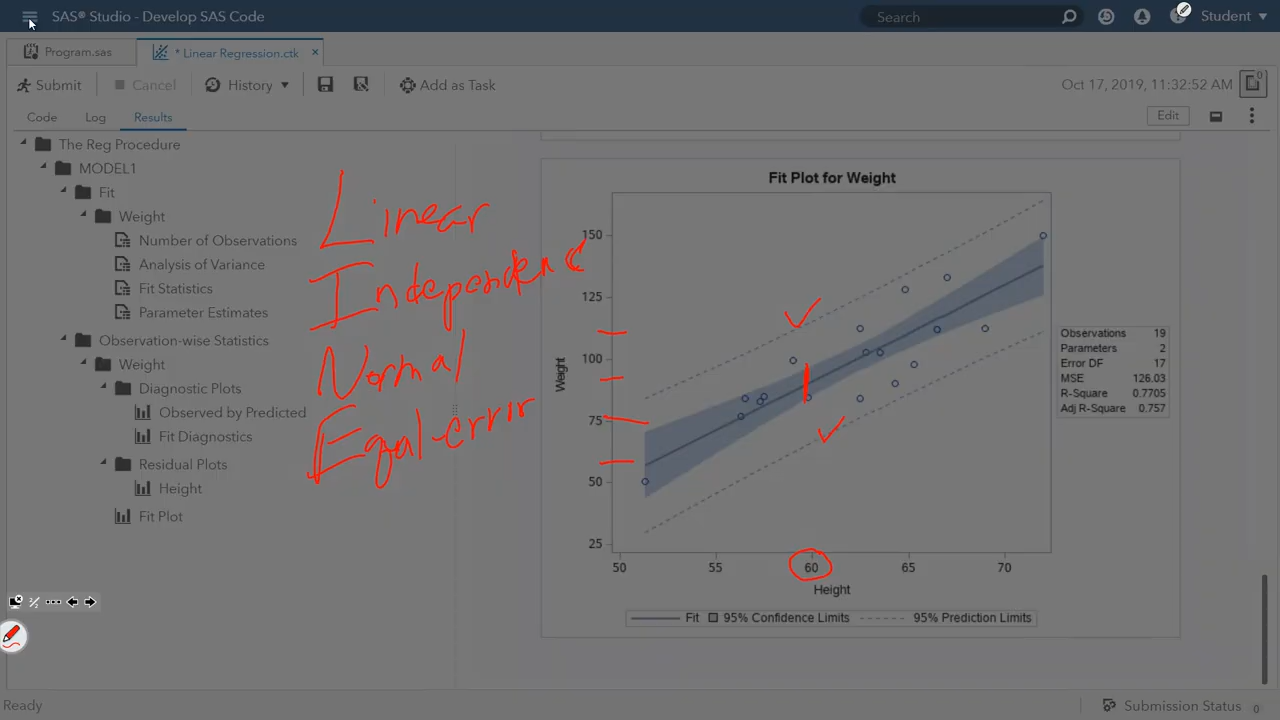 SAS® Studio - Develop SAS Code
Search
Student
Program.sas
* Linear Regression.ctk ×
Submit
Cancel
History
Add as Task
Oct 17, 2019, 11:32:52 AM
0
Code
Log
Results
Edit
The Reg Procedure
MODEL1
Fit
Weight
Number of Observations
Analysis of Variance
Fit Statistics
Parameter Estimates
Observation-wise Statistics
Weight
Diagnostic Plots
Observed by Predicted
Fit Diagnostics
Residual Plots
Height
Fit Plot
Linear
Independenc
Normal
Equal error
Fit Plot for Weight
150
125
100
75
50
25
Weight
50 55 60 65 70
Height
Observations 19
Parameters 2
Error DF 17
MSE 126.03
R-Square 0.7705
Adj R-Square 0.757
Fit 95% Confidence Limits 95% Prediction Limits
Ready
Submission Status 0